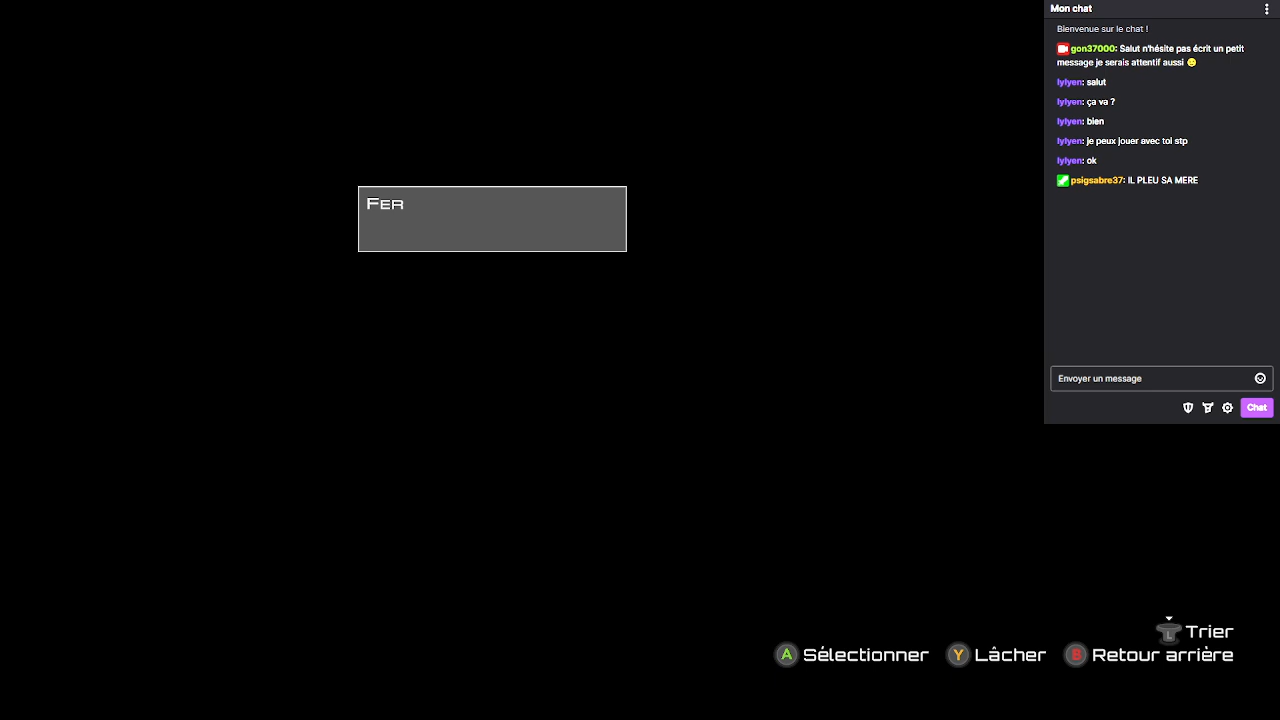 Mon chat
Bienvenue sur le chat !
gon37000: Salut n'hésite pas écrit un petit
message je serais attentif aussi
lylyen: salut
lylyen: ça va ?
lylyen: bien
lylyen: je peux jouer avec toi stp
lylyen: ok
psigsabre37: IL PLEU SA MERE
Fer
Envoyer un message
Chat
L Trier
A Sélectionner Y Lâcher B Retour arrière